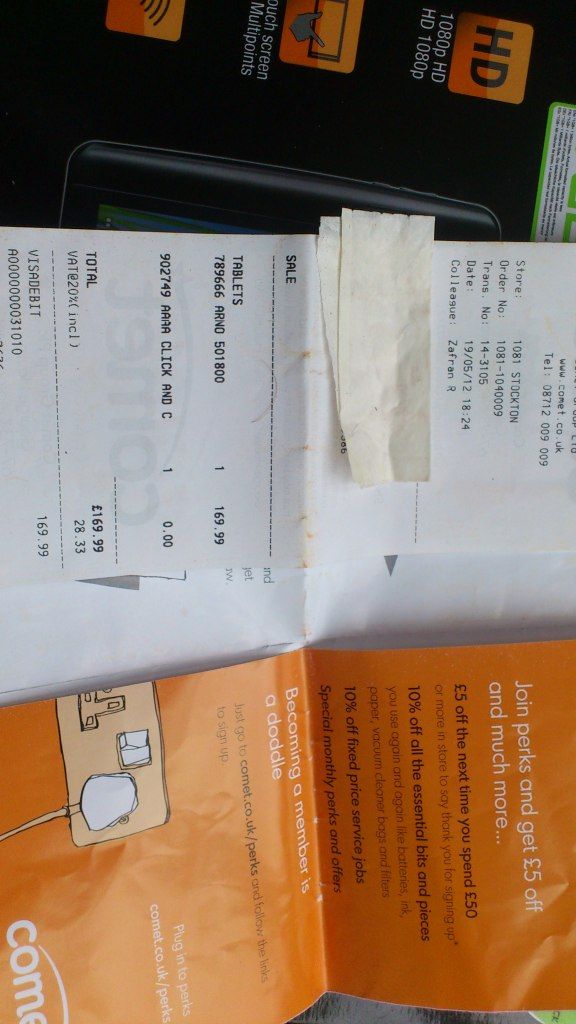 ouch screen
Multipoints
HD
1080p HD
HD 1080p
www.comet.co.uk
Tel: 08712 009 009
Store: 1081 STOCKTON
Order No: 1081-1040009
Trans. No: 14-3105
Date: 19/05/12 18:24
Colleague: Zafran R
SALE
TABLETS
789666 ARNO 501800 1 169.99
902749 AAAA CLICK AND C 1 0.00
TOTAL £169.99
VAT@20%(incl) 28.33
VISADEBIT 169.99
A0000000031010
Join perks and get £5 off
and much more...
£5 off the next time you spend £50
or more in store to say thank you for signing up*
10% off all the essential bits and pieces
you use again and again like batteries, ink,
paper, vacuum cleaner bags and filters
10% off fixed price service jobs
Special monthly perks and offers
Becoming a member is
a doddle
Just go to comet.co.uk/perks and follow the links
to sign up
Plug in to perks
comet.co.uk/perks
comet